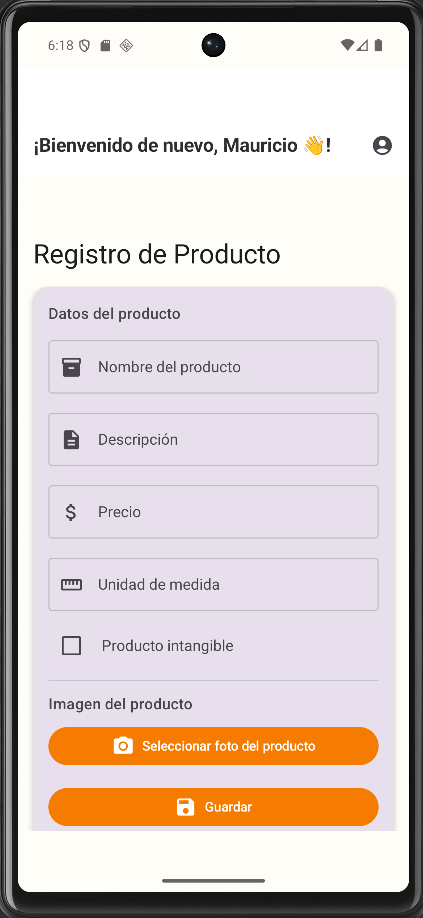 6:18
¡Bienvenido de nuevo, Mauricio 👋!
Registro de Producto
Datos del producto
Nombre del producto
Descripción
$ Precio
Unidad de medida
Producto intangible
Imagen del producto
Seleccionar foto del producto
Guardar